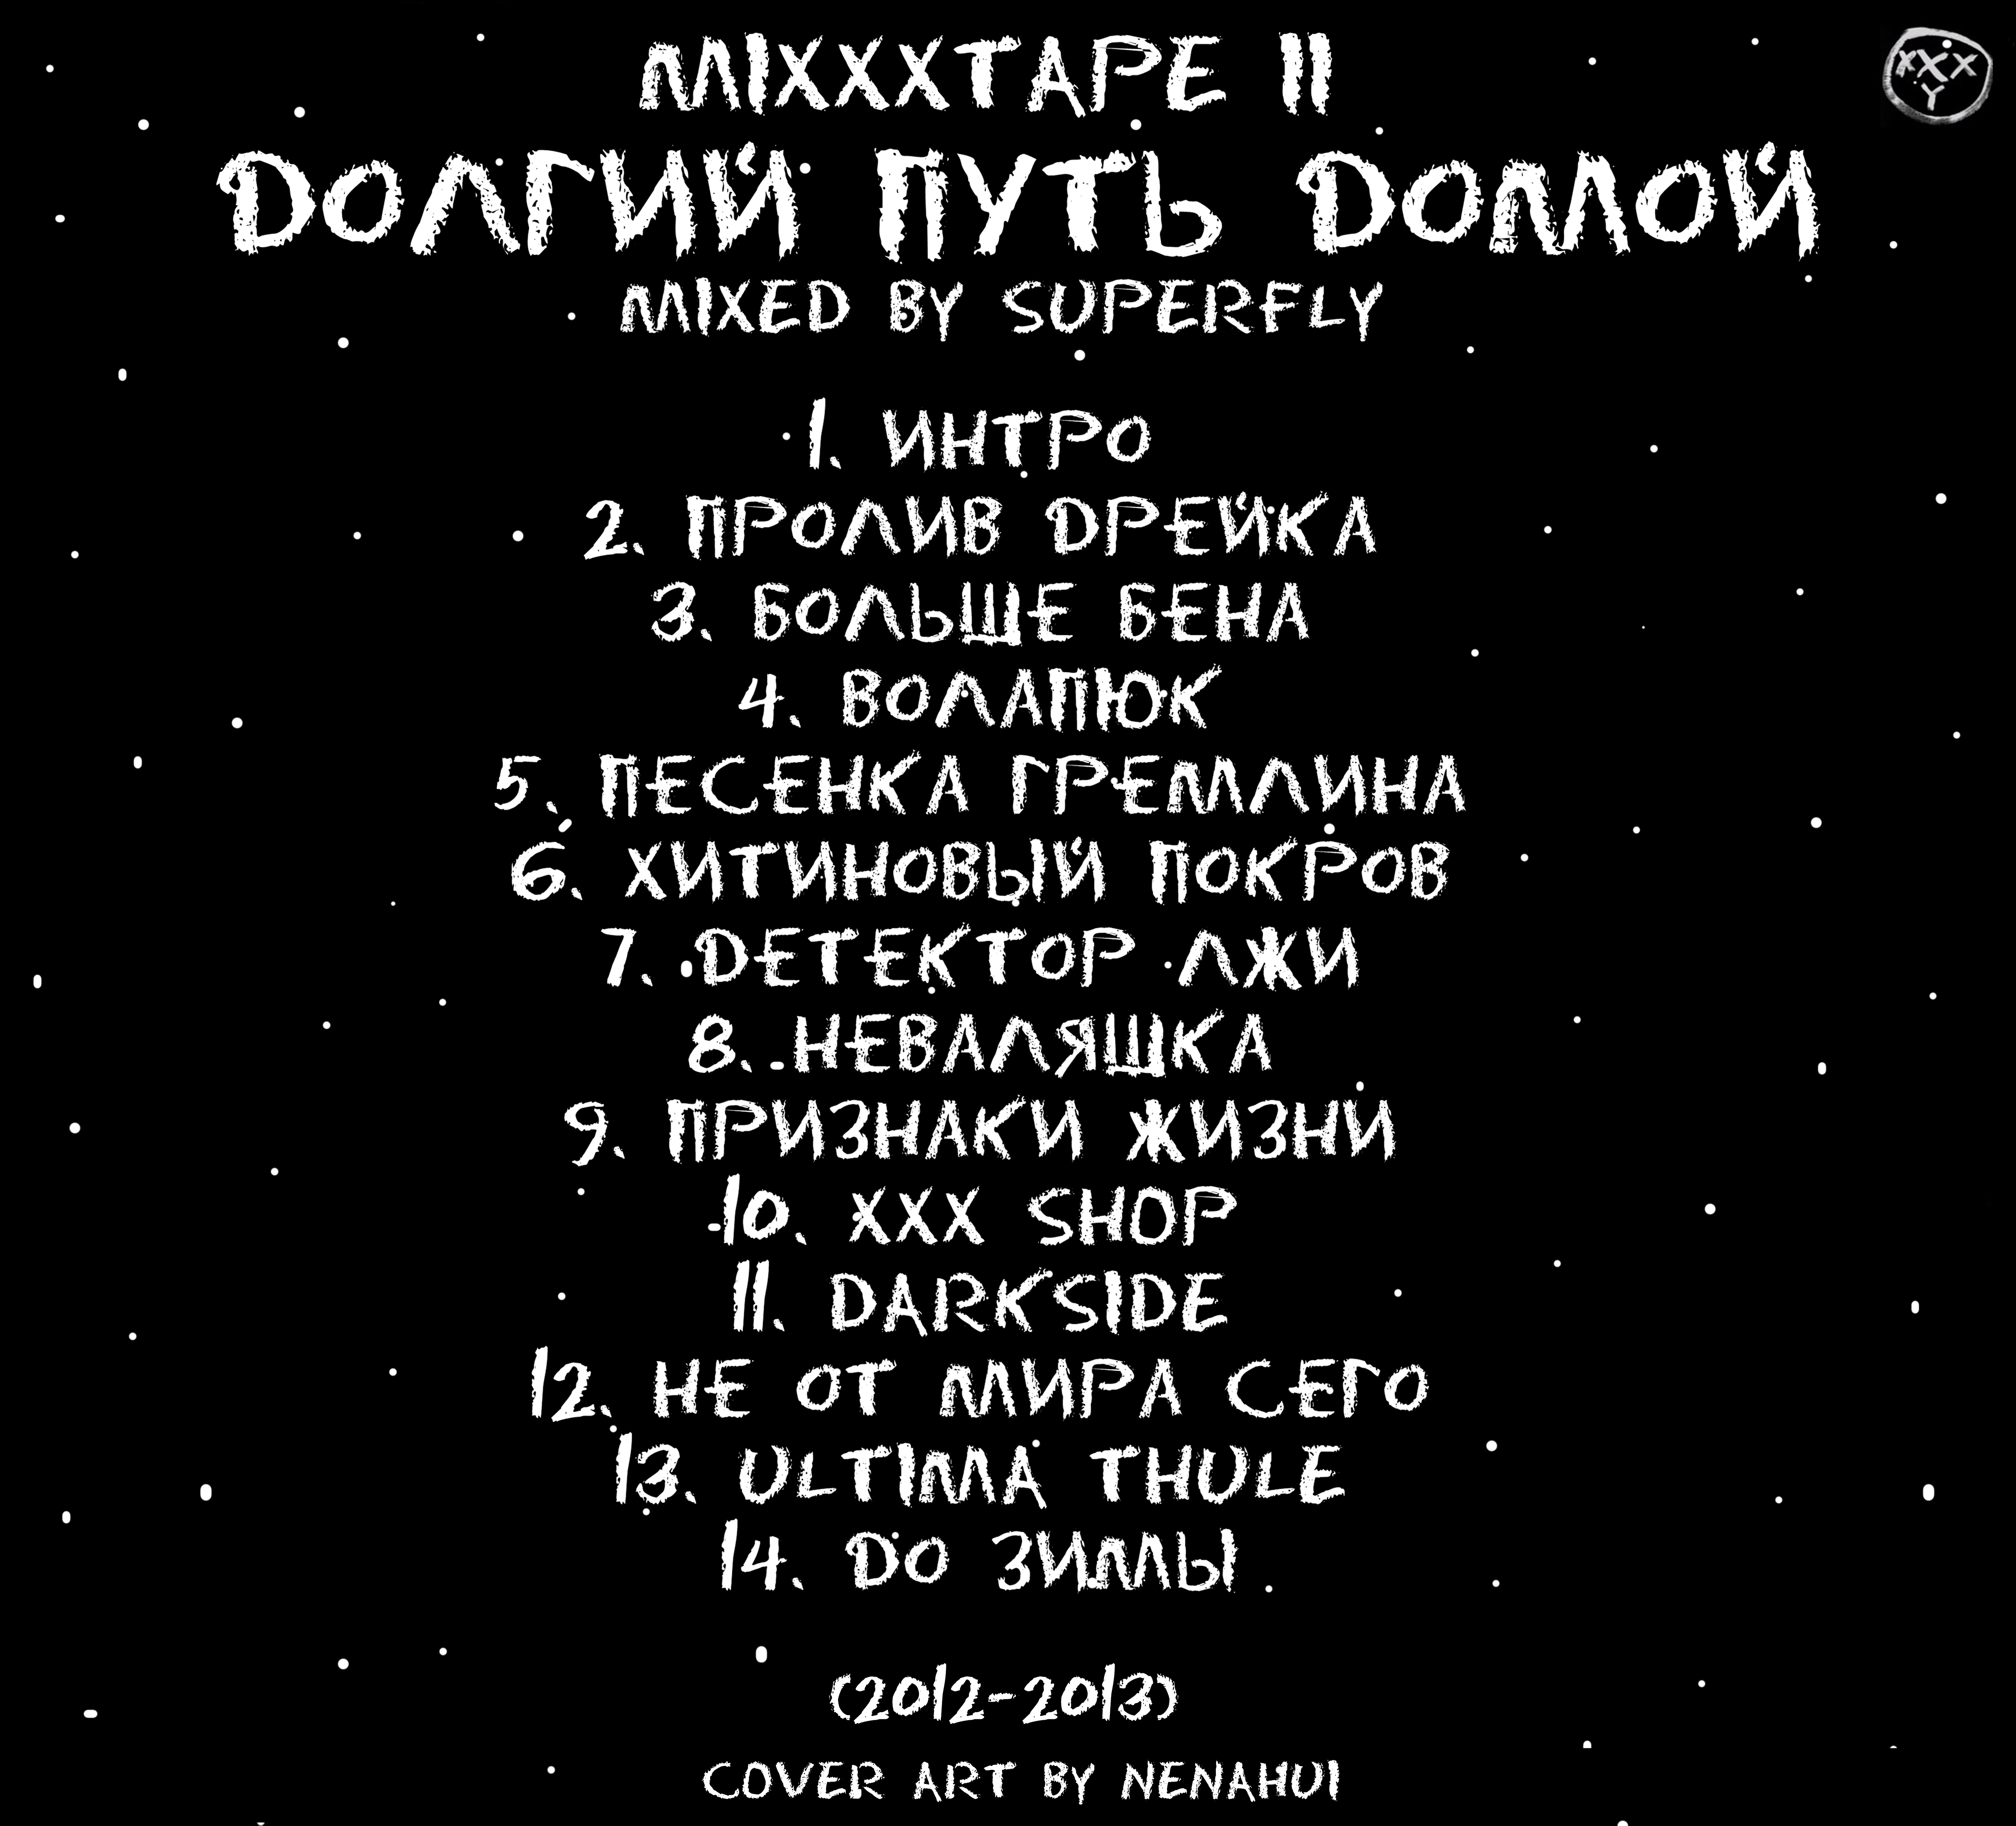 MIXXXTAPE II
XXX
Y
ДОЛГИЙ ПУТЬ ДОМОЙ
MIXED BY SUPERFLY
1. ИНТРО
2. ПРОЛИВ ДРЕЙКА
3. БОЛЬШЕ БЕНА
4. ВОЛАПЮК
5. ПЕСЕНКА ГРЕМЛИНА
6. ХИТИНОВЫЙ ПОКРОВ
7. ДЕТЕКТОР ЛЖИ
8. НЕВАЛЯШКА
9. ПРИЗНАКИ ЖИЗНИ
10. XXX SHOP
11. DARKSIDE
12. НЕ ОТ МИРА СЕГО
13. ULTIMA THULE
14. ДО ЗИМЫ
(2012-2013)
COVER ART BY NENAHUI